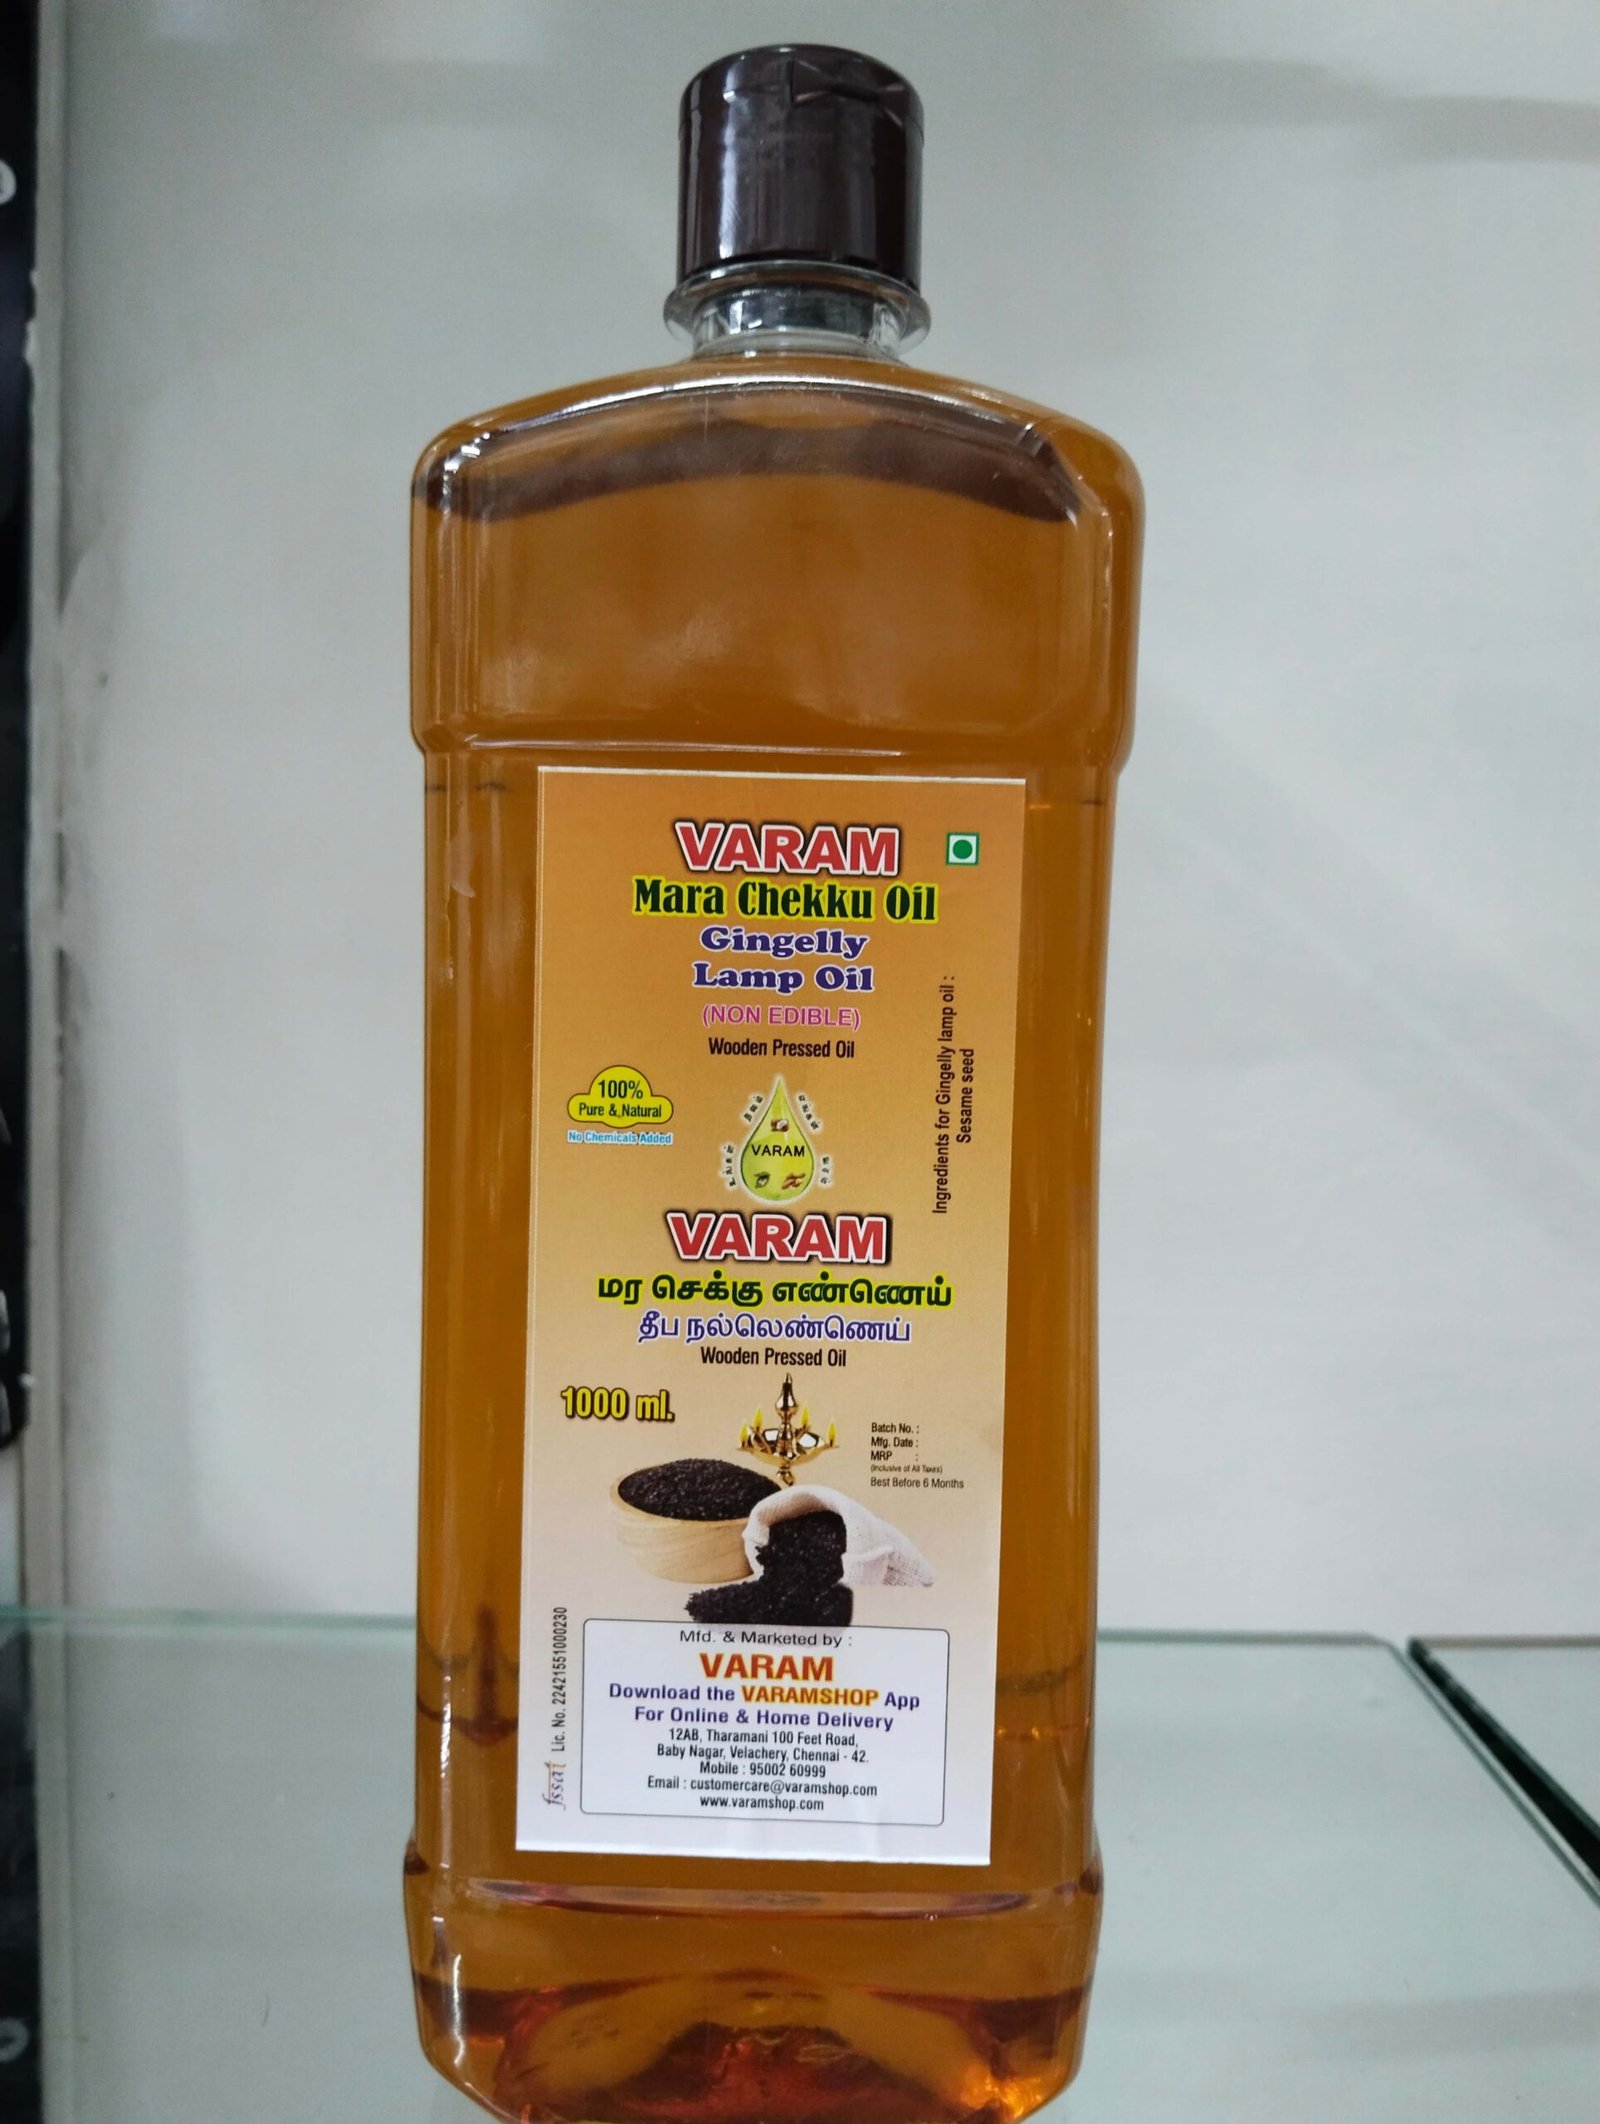 VARAM
Mara Chekku Oil
Gingelly
Lamp Oil
(NON EDIBLE)
Wooden Pressed Oil
Ingredients for Gingelly lamp oil :
Sesame seed
100%
Pure & Natural
No Chemicals Added
VARAM
VARAM
மர செக்கு எண்ணெய்
தீப நல்லெண்ணெய்
Wooden Pressed Oil
1000 ml.
Batch No. :
Mfg. Date :
MRP :
(Inclusive of All Taxes)
Best Before 6 Months
fssai Lic. No. 22421551000230
Mfd. & Marketed by :
VARAM
Download the VARAMSHOP App
For Online & Home Delivery
12AB, Tharamani 100 Feet Road,
Baby Nagar, Velachery, Chennai - 42.
Mobile : 95002 60999
Email : customercare@varamshop.com
www.varamshop.com